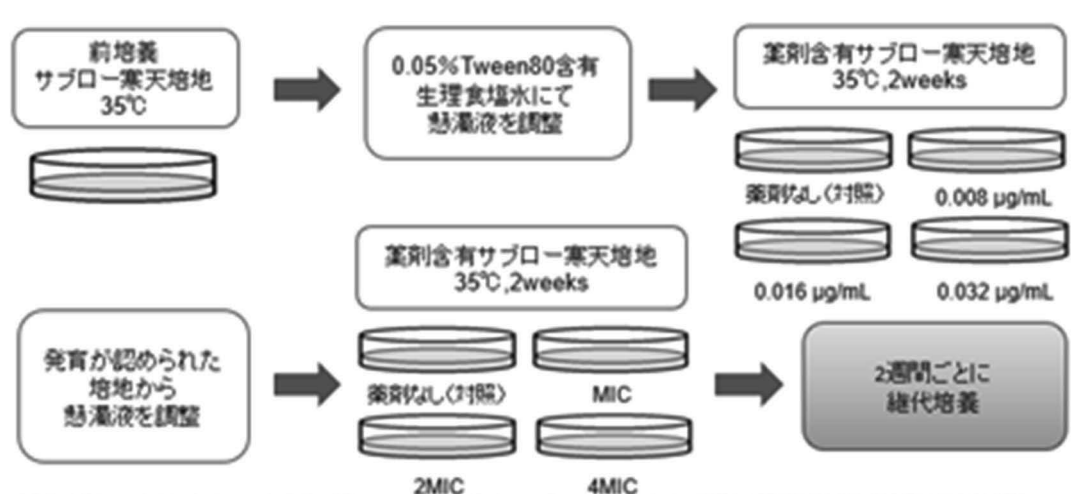 前培養
サブロー寒天培地
35℃
0.05%Tween80含有
生理食塩水にて
懸濁液を調整
薬剤含有サブロー寒天培地
35℃,2weeks
薬剤なし(対照)
0.008 µg/mL
0.016 µg/mL
0.032 µg/mL
発育が認められた
培地から
懸濁液を調整
薬剤含有サブロー寒天培地
35℃,2weeks
薬剤なし(対照)
MIC
2MIC
4MIC
2週間ごとに
継代培養